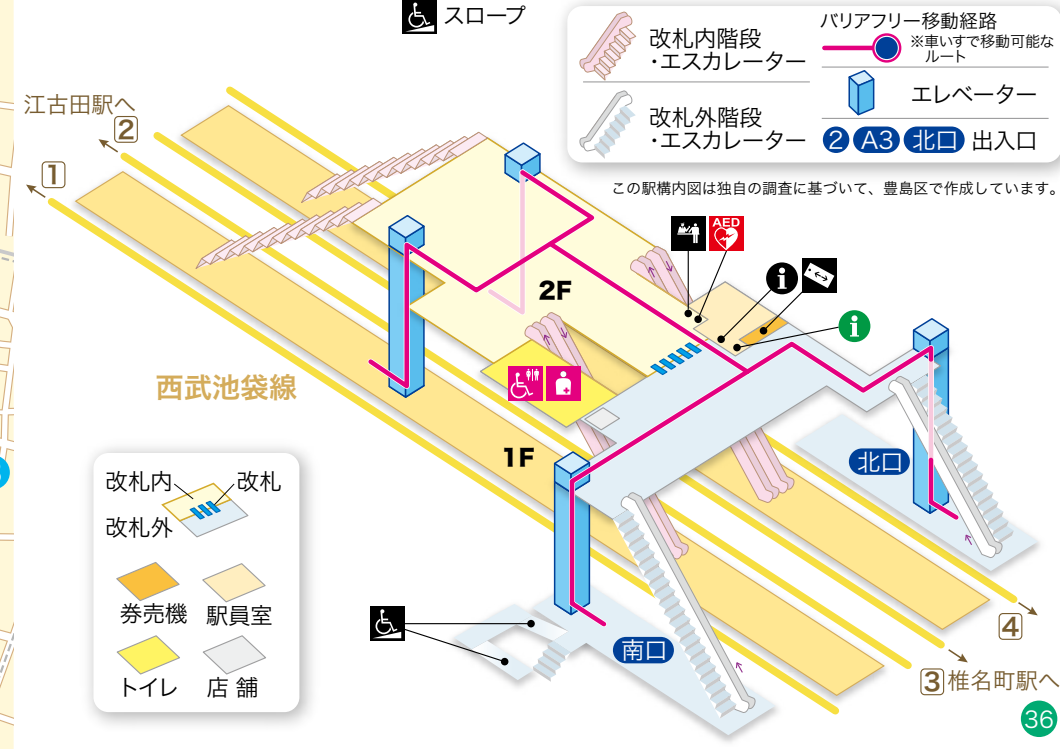 スロープ
改札内階段
・エスカレーター
バリアフリー移動経路
※車いすで移動可能な
ルート
改札外階段
・エスカレーター
エレベーター
2 A3 北口 出入口
この駅構内図は独自の調査に基づいて、豊島区で作成しています。
江古田駅へ
2
1
AED
i
i
2F
西武池袋線
1F
北口
改札内
改札
改札外
券売機
駅員室
トイレ
店舗
南口
4
3 椎名町駅へ
36